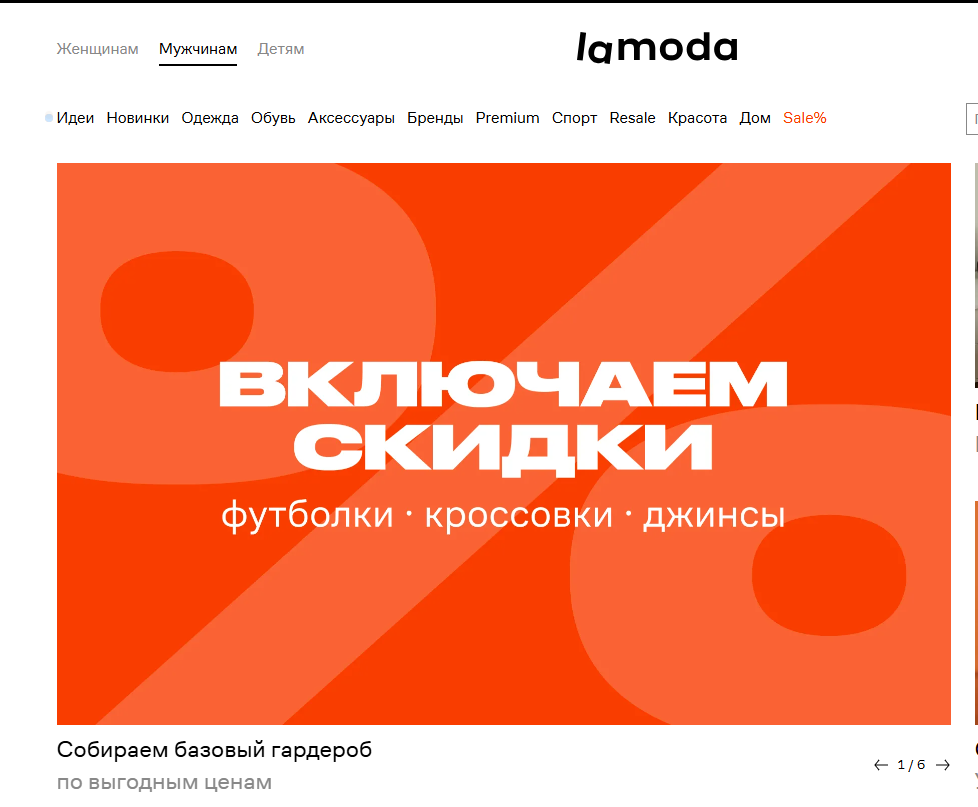 Женщинам Мужчинам Детям
lamoda
Идеи Новинки Одежда Обувь Аксессуары Бренды Premium Спорт Resale Красота Дом Sale%
ВКЛЮЧАЕМ
СКИДКИ
футболки · кроссовки · джинсы
Собираем базовый гардероб
по выгодным ценам
← 1 / 6 →